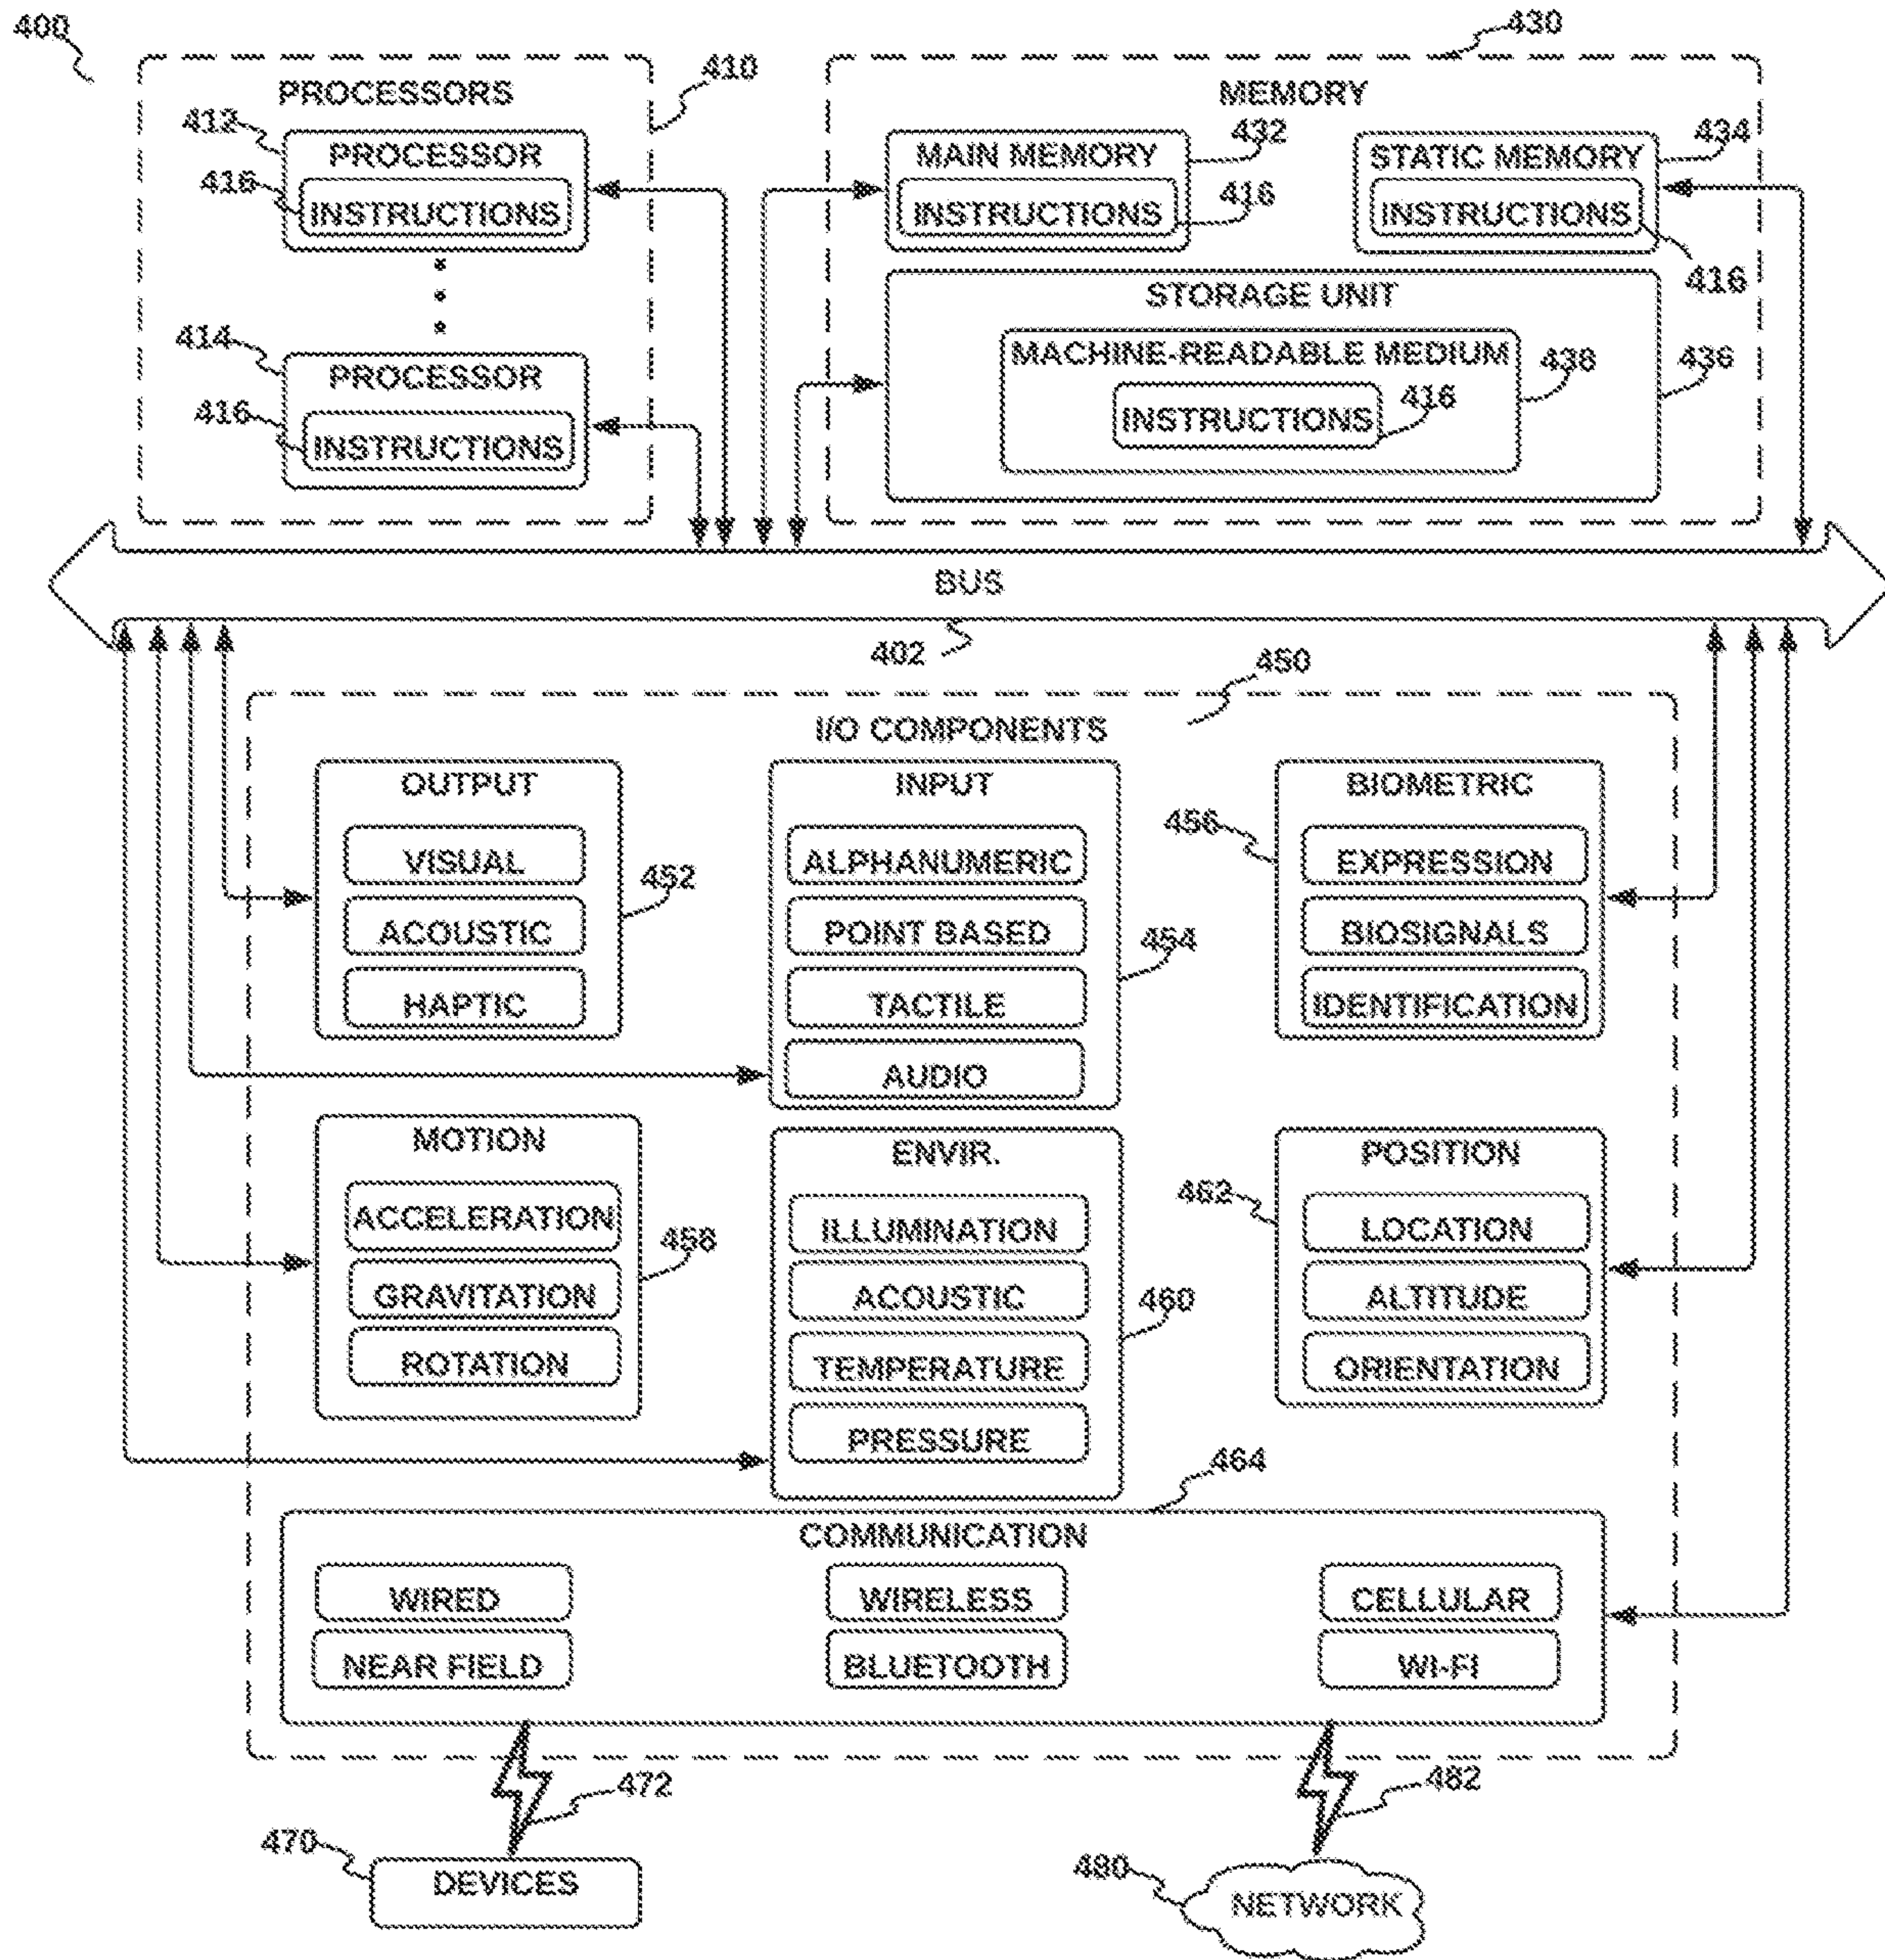 400
430
410
PROCESSORS
MEMORY
412
PROCESSOR
416
INSTRUCTIONS
414
PROCESSOR
416
INSTRUCTIONS
MAIN MEMORY
432
INSTRUCTIONS
416
STATIC MEMORY
434
INSTRUCTIONS
416
STORAGE UNIT
MACHINE-READABLE MEDIUM
438
436
INSTRUCTIONS
416
BUS
402
450
I/O COMPONENTS
OUTPUT
VISUAL
ACOUSTIC
HAPTIC
452
INPUT
ALPHANUMERIC
POINT BASED
TACTILE
AUDIO
454
BIOMETRIC
456
EXPRESSION
BIOSIGNALS
IDENTIFICATION
MOTION
ACCELERATION
GRAVITATION
ROTATION
458
ENVIR.
ILLUMINATION
ACOUSTIC
TEMPERATURE
PRESSURE
460
POSITION
462
LOCATION
ALTITUDE
ORIENTATION
464
COMMUNICATION
WIRED
WIRELESS
CELLULAR
NEAR FIELD
BLUETOOTH
WI-FI
472
482
470
DEVICES
480
NETWORK